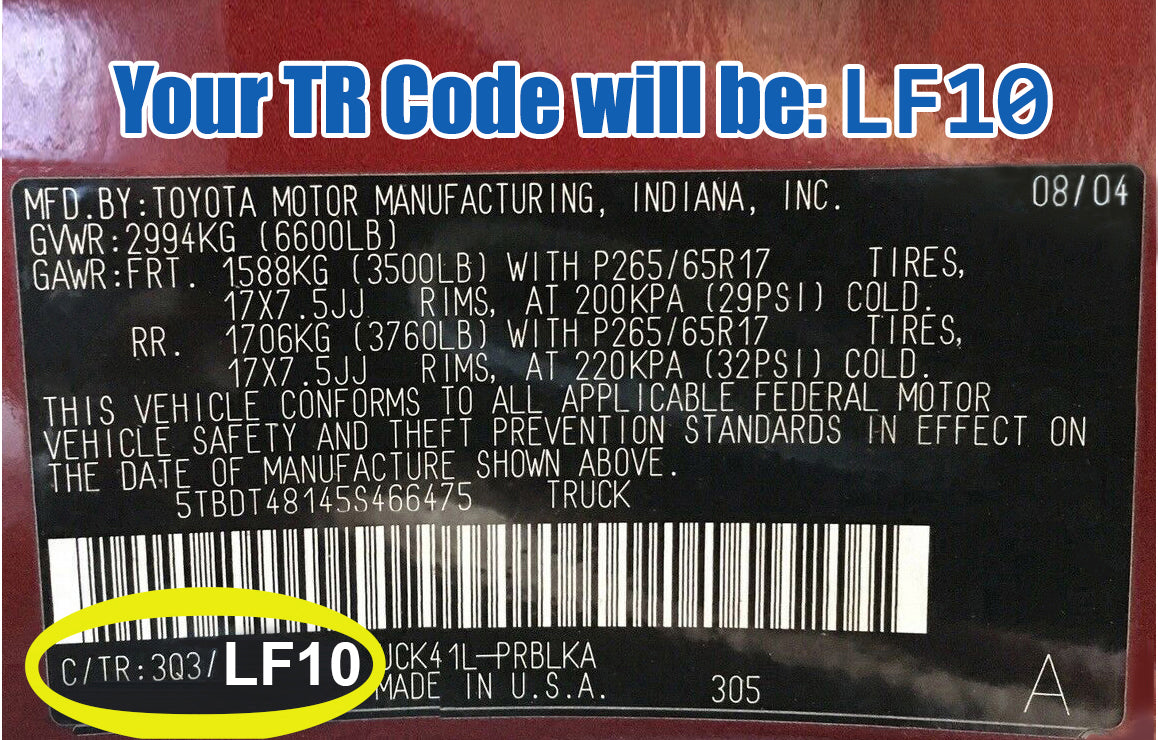 Your TR Code will be: LF10
MFD.BY:TOYOTA MOTOR MANUFACTURING, INDIANA, INC. 08/04
GVWR:2994KG (6600LB)
GAWR:FRT. 1588KG (3500LB) WITH P265/65R17 TIRES,
17X7.5JJ RIMS, AT 200KPA (29PSI) COLD.
RR. 1706KG (3760LB) WITH P265/65R17 TIRES,
17X7.5JJ RIMS, AT 220KPA (32PSI) COLD.
THIS VEHICLE CONFORMS TO ALL APPLICABLE FEDERAL MOTOR
VEHICLE SAFETY AND THEFT PREVENTION STANDARDS IN EFFECT ON
THE DATE OF MANUFACTURE SHOWN ABOVE.
5TBDT48145S466475 TRUCK
C/TR:3Q3/LF10 UCK41L-PRBLKA
MADE IN U.S.A. 305 A